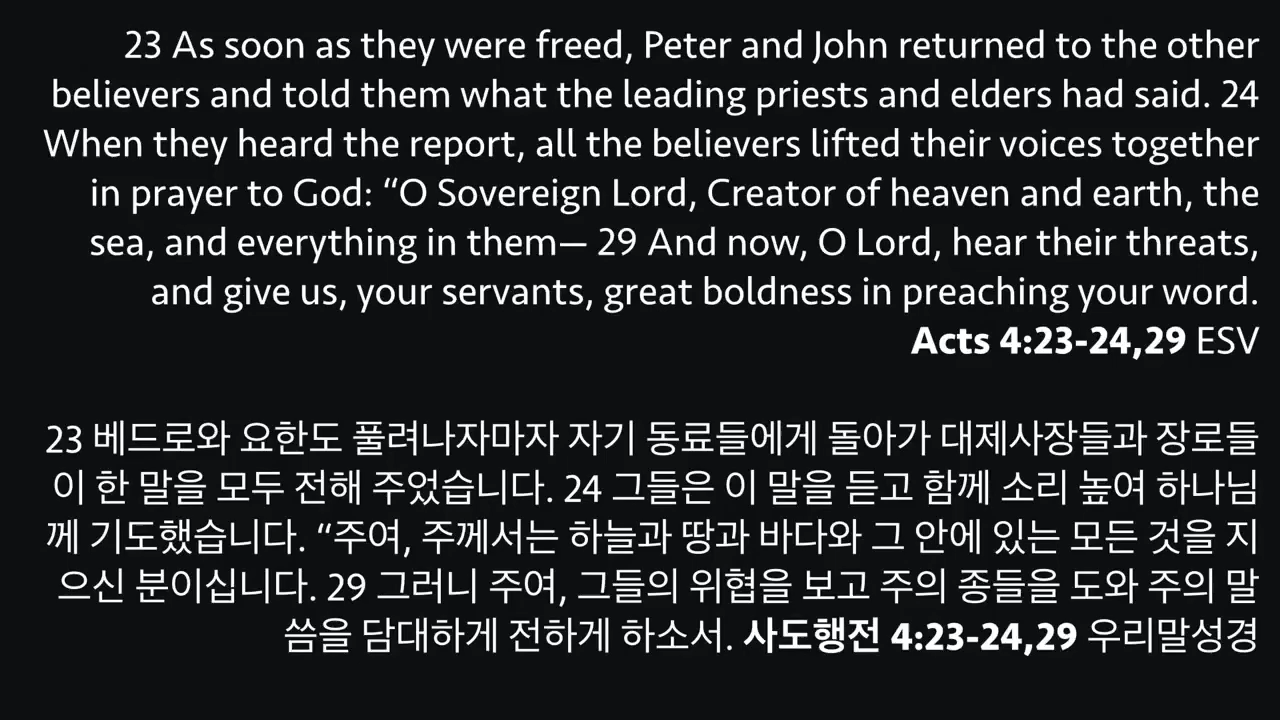 23 As soon as they were freed, Peter and John returned to the other
believers and told them what the leading priests and elders had said. 24
When they heard the report, all the believers lifted their voices together
in prayer to God: “O Sovereign Lord, Creator of heaven and earth, the
sea, and everything in them— 29 And now, O Lord, hear their threats,
and give us, your servants, great boldness in preaching your word.
Acts 4:23-24,29 ESV
23 베드로와 요한도 풀려나자마자 자기 동료들에게 돌아가 대제사장들과 장로들
이 한 말을 모두 전해 주었습니다. 24 그들은 이 말을 듣고 함께 소리 높여 하나님
께 기도했습니다. “주여, 주께서는 하늘과 땅과 바다와 그 안에 있는 모든 것을 지
으신 분이십니다. 29 그러니 주여, 그들의 위협을 보고 주의 종들을 도와 주의 말
씀을 담대하게 전하게 하소서. 사도행전 4:23-24,29 우리말성경